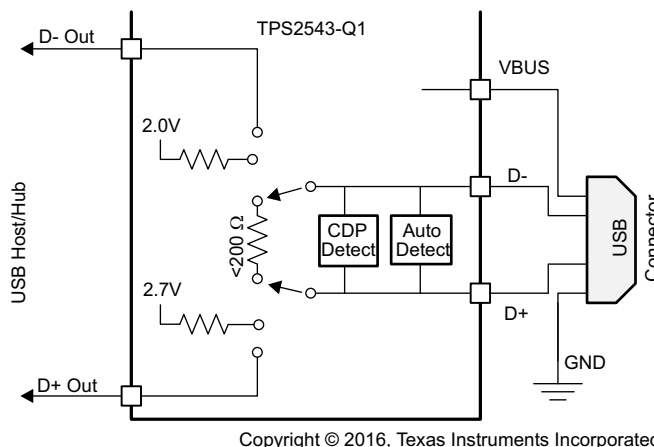 TPS2543-Q1
D- Out
VBUS
2.0V
D-
USB Host/Hub
<200 Ω
CDP
Detect
Auto
Detect
USB
Connector
2.7V
D+
GND
D+ Out
Copyright © 2016, Texas Instruments Incorporated